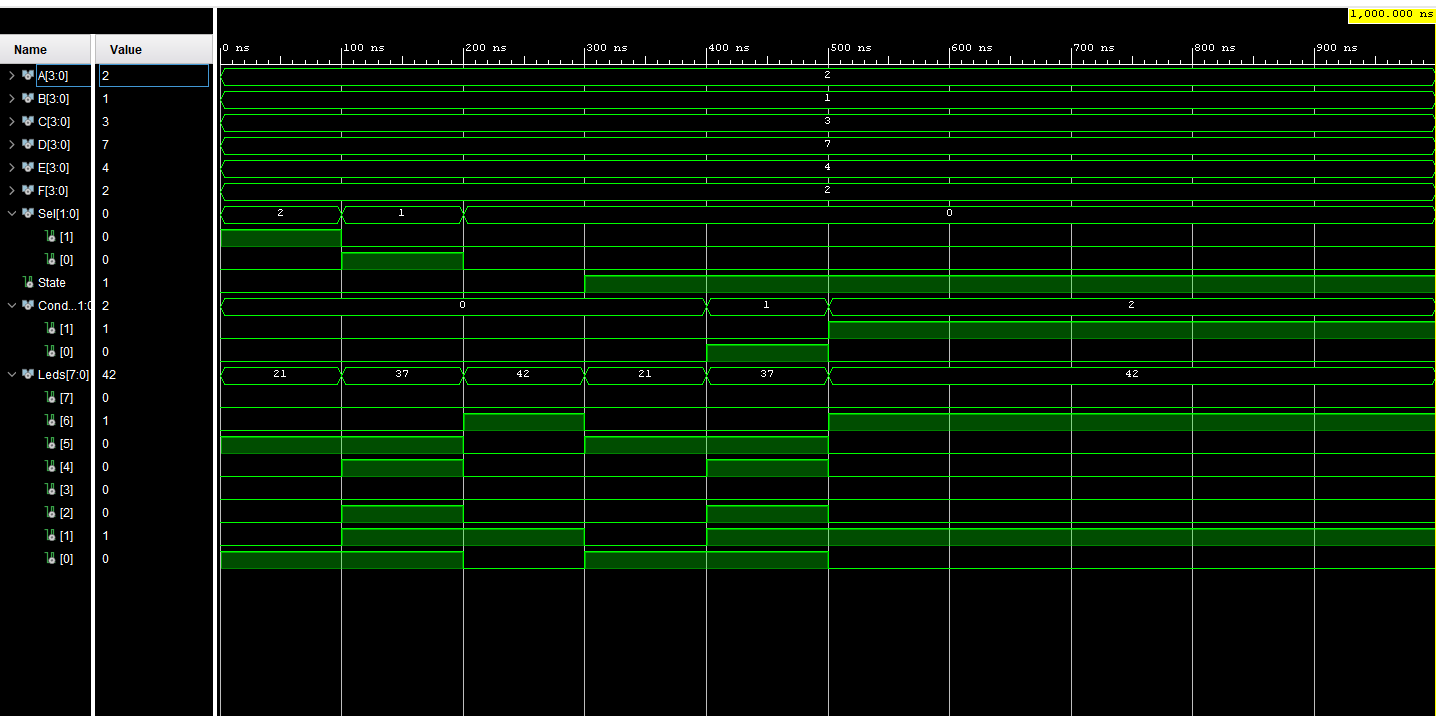 1,000.000 ns
Name Value
0 ns 100 ns 200 ns 300 ns 400 ns 500 ns 600 ns 700 ns 800 ns 900 ns
A[3:0] 2 2
B[3:0] 1 1
C[3:0] 3 3
D[3:0] 7 7
E[3:0] 4 4
F[3:0] 2 2
Sel[1:0] 0 2 1 0
[1] 0
[0] 0
State 1
Cond...1:0 2 0 1 2
[1] 1
[0] 0
Leds[7:0] 42 21 37 42 21 37 42
[7] 0
[6] 1
[5] 0
[4] 0
[3] 0
[2] 0
[1] 1
[0] 0